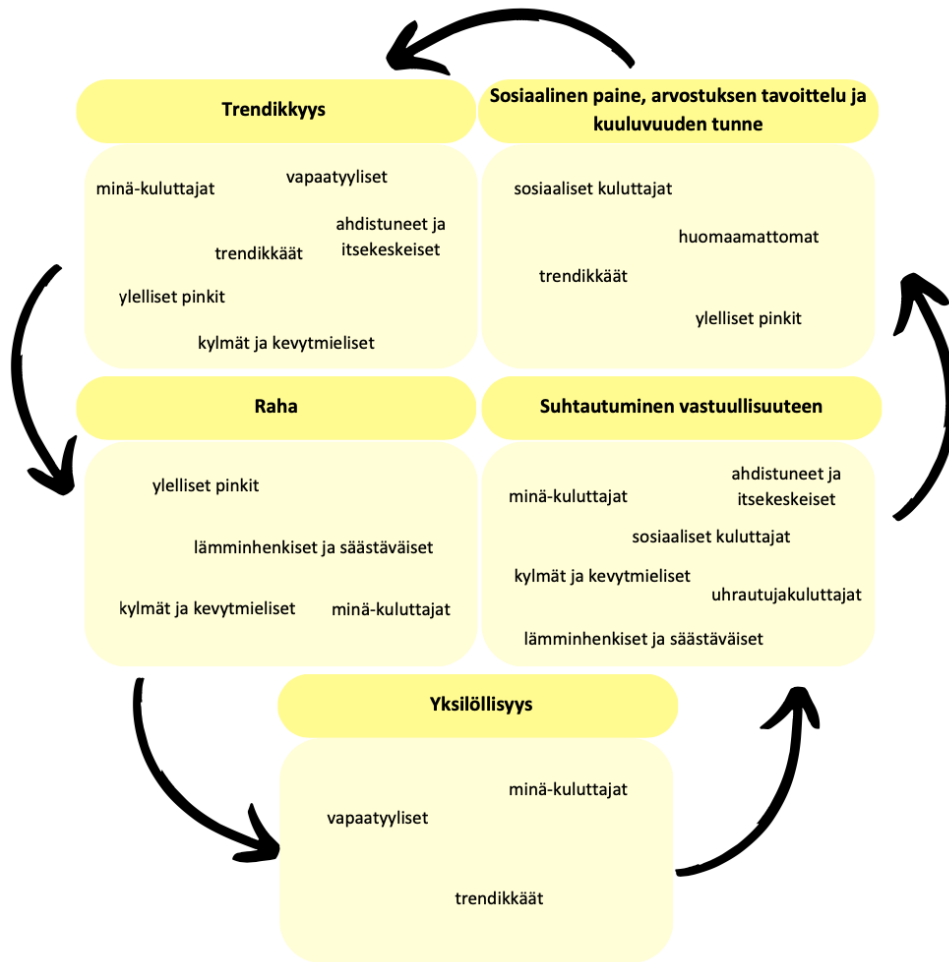 Trendikkyys
minä-kuluttajat
vapaatyyliset
trendikkäät
ahdistuneet ja
itsekeskeiset
ylelliset pinkit
kylmät ja kevytmieliset
Sosiaalinen paine, arvostuksen tavoittelu ja
kuuluvuuden tunne
sosiaaliset kuluttajat
huomaamattomat
trendikkäät
ylelliset pinkit
Raha
ylelliset pinkit
lämminhenkiset ja säästäväiset
kylmät ja kevytmieliset
minä-kuluttajat
Suhtautuminen vastuullisuuteen
minä-kuluttajat
ahdistuneet ja
itsekeskeiset
sosiaaliset kuluttajat
kylmät ja kevytmieliset
uhrautujakuluttajat
lämminhenkiset ja säästäväiset
Yksilöllisyys
minä-kuluttajat
vapaatyyliset
trendikkäät